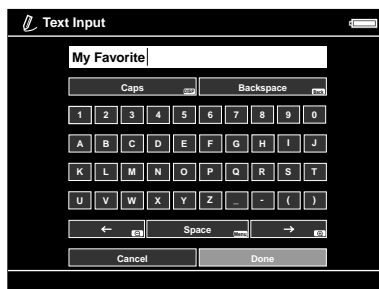 Text Input
My Favorite
Caps DISP Backspace Back
1 2 3 4 5 6 7 8 9 0
A B C D E F G H I J
K L M N O P Q R S T
U V W X Y Z _ - ( )
← Space Menu →
Cancel Done